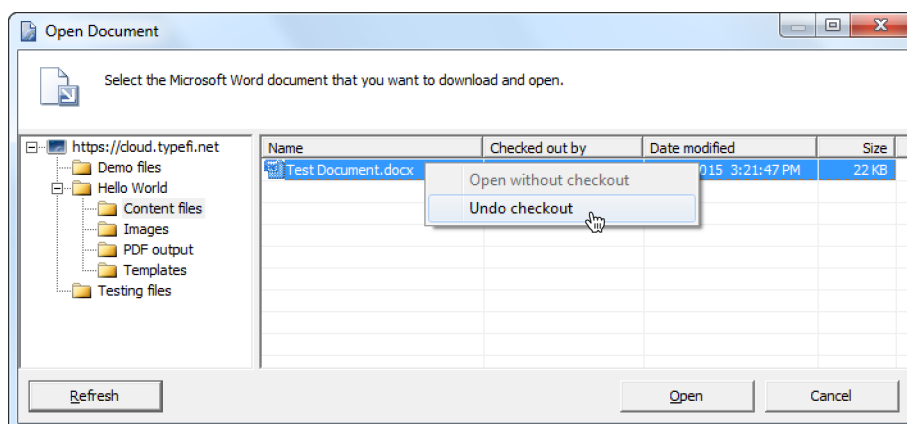 Open Document
Select the Microsoft Word document that you want to download and open.
https://cloud.typefi.net
Demo files
Hello World
Content files
Images
PDF output
Templates
Testing files
Name Checked out by Date modified Size
Test Document.docx 015 3:21:47 PM 22 KB
Open without checkout
Undo checkout
Refresh Open Cancel